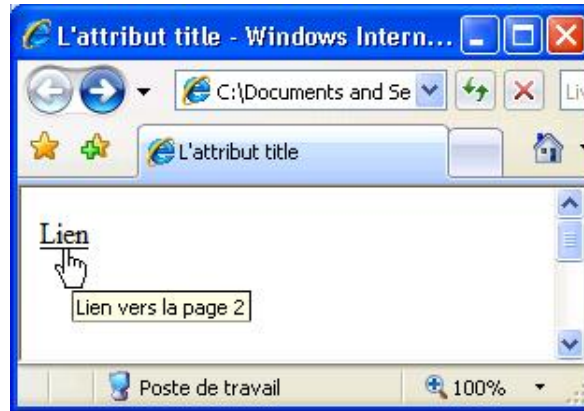 L'attribut title - Windows Intern...
C:\Documents and Se
L'attribut title
Lien
Lien vers la page 2
Poste de travail 100%